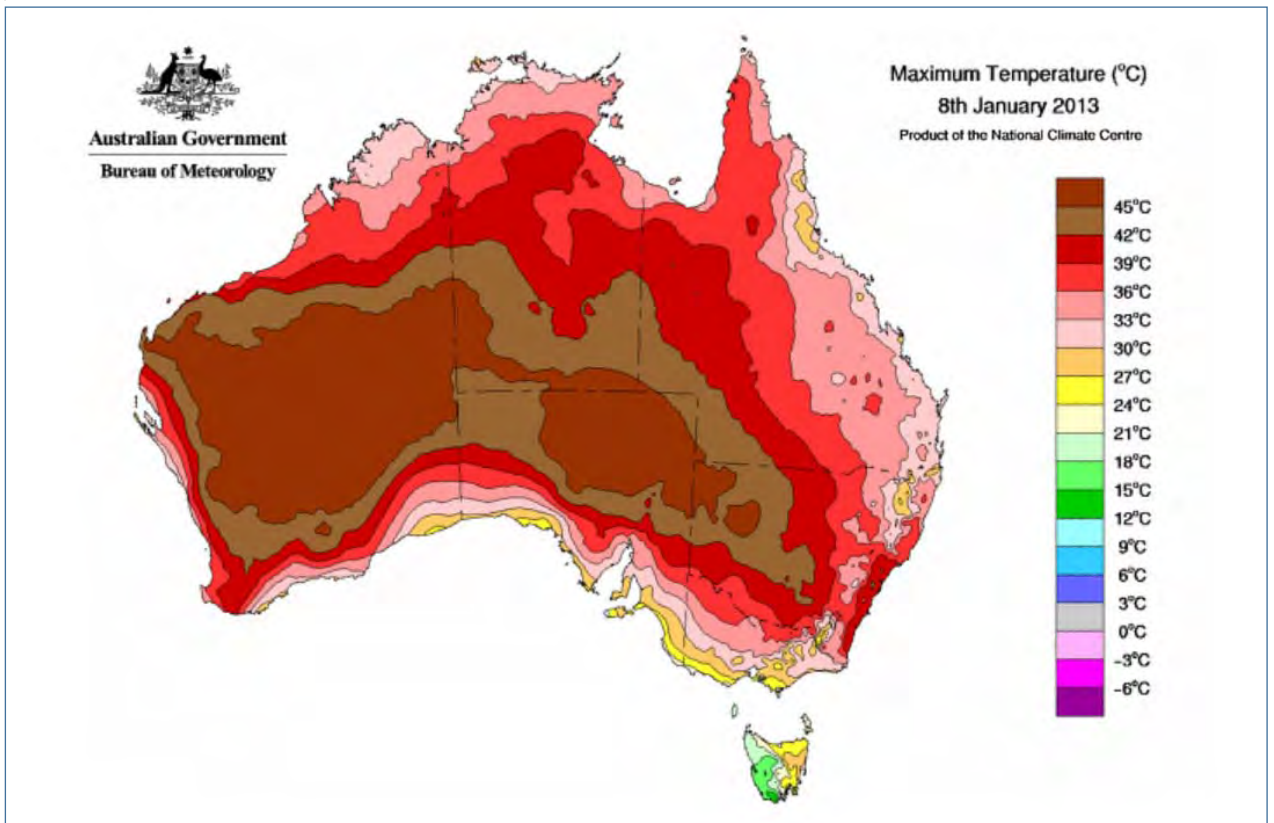 Australian Government
Bureau of Meteorology
Maximum Temperature (°C)
8th January 2013
Product of the National Climate Centre
45°C
42°C
39°C
36°C
33°C
30°C
27°C
24°C
21°C
18°C
15°C
12°C
9°C
6°C
3°C
0°C
-3°C
-6°C